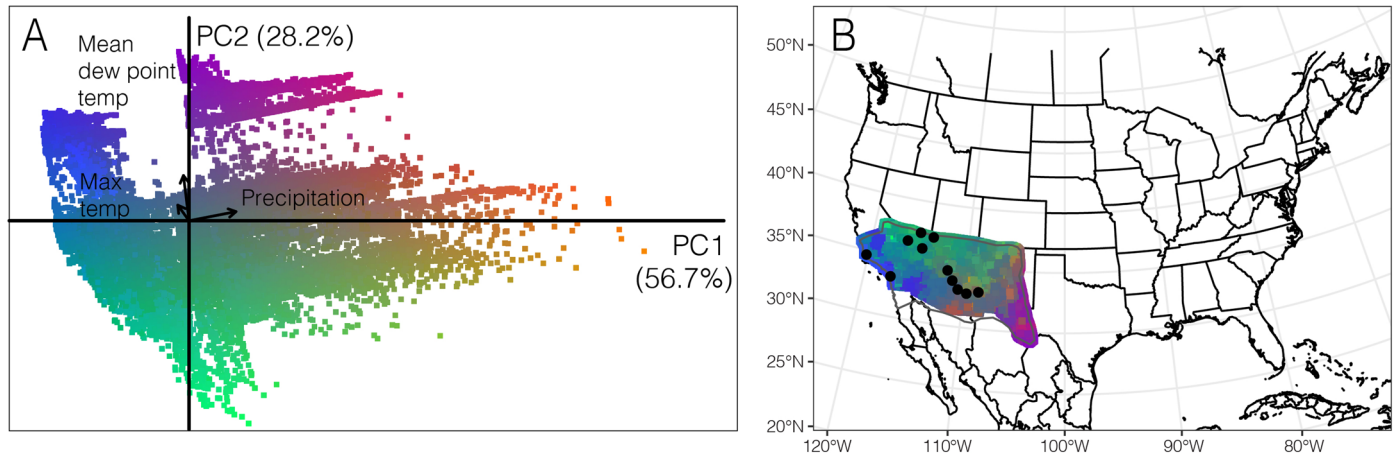 A
Mean
dew point
temp
PC2 (28.2%)
Max
temp
Precipitation
PC1
(56.7%)
B
50°N
45°N
40°N
35°N
30°N
25°N
20°N
120°W
110°W
100°W
90°W
80°W